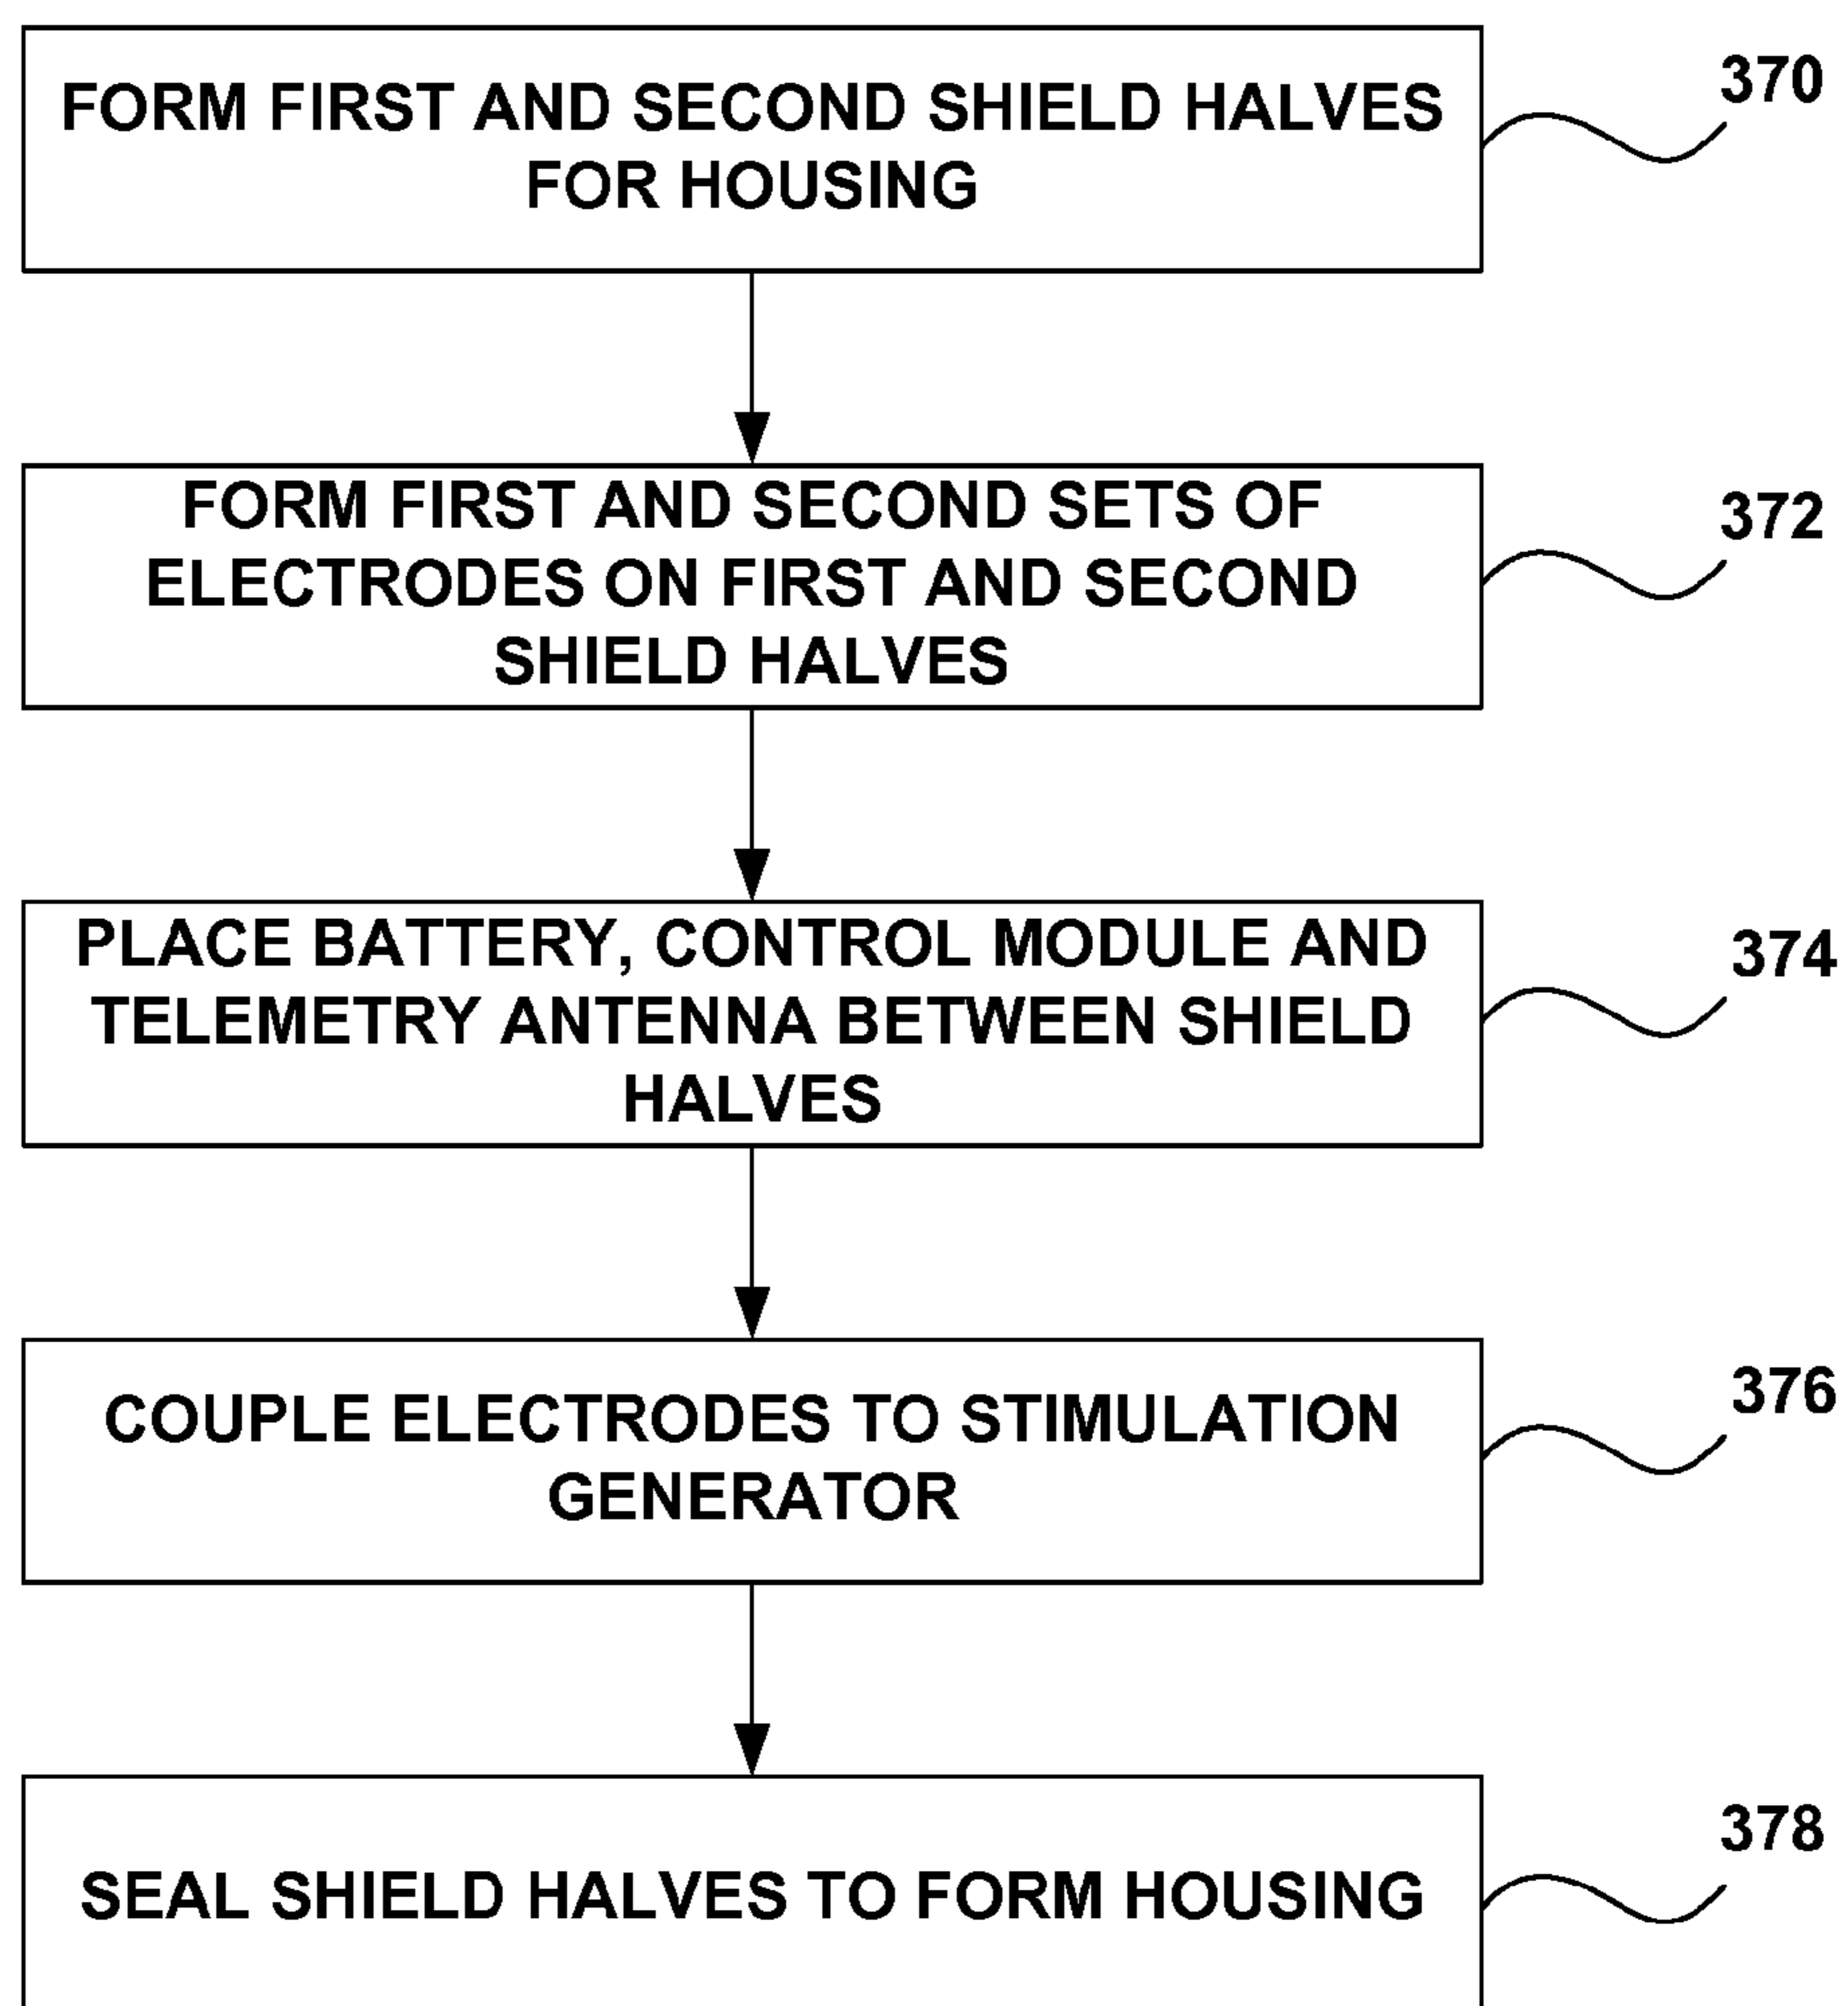 FORM FIRST AND SECOND SHIELD HALVES
FOR HOUSING
370
FORM FIRST AND SECOND SETS OF
ELECTRODES ON FIRST AND SECOND
SHIELD HALVES
372
PLACE BATTERY, CONTROL MODULE AND
TELEMETRY ANTENNA BETWEEN SHIELD
HALVES
374
COUPLE ELECTRODES TO STIMULATION
GENERATOR
376
SEAL SHIELD HALVES TO FORM HOUSING
378